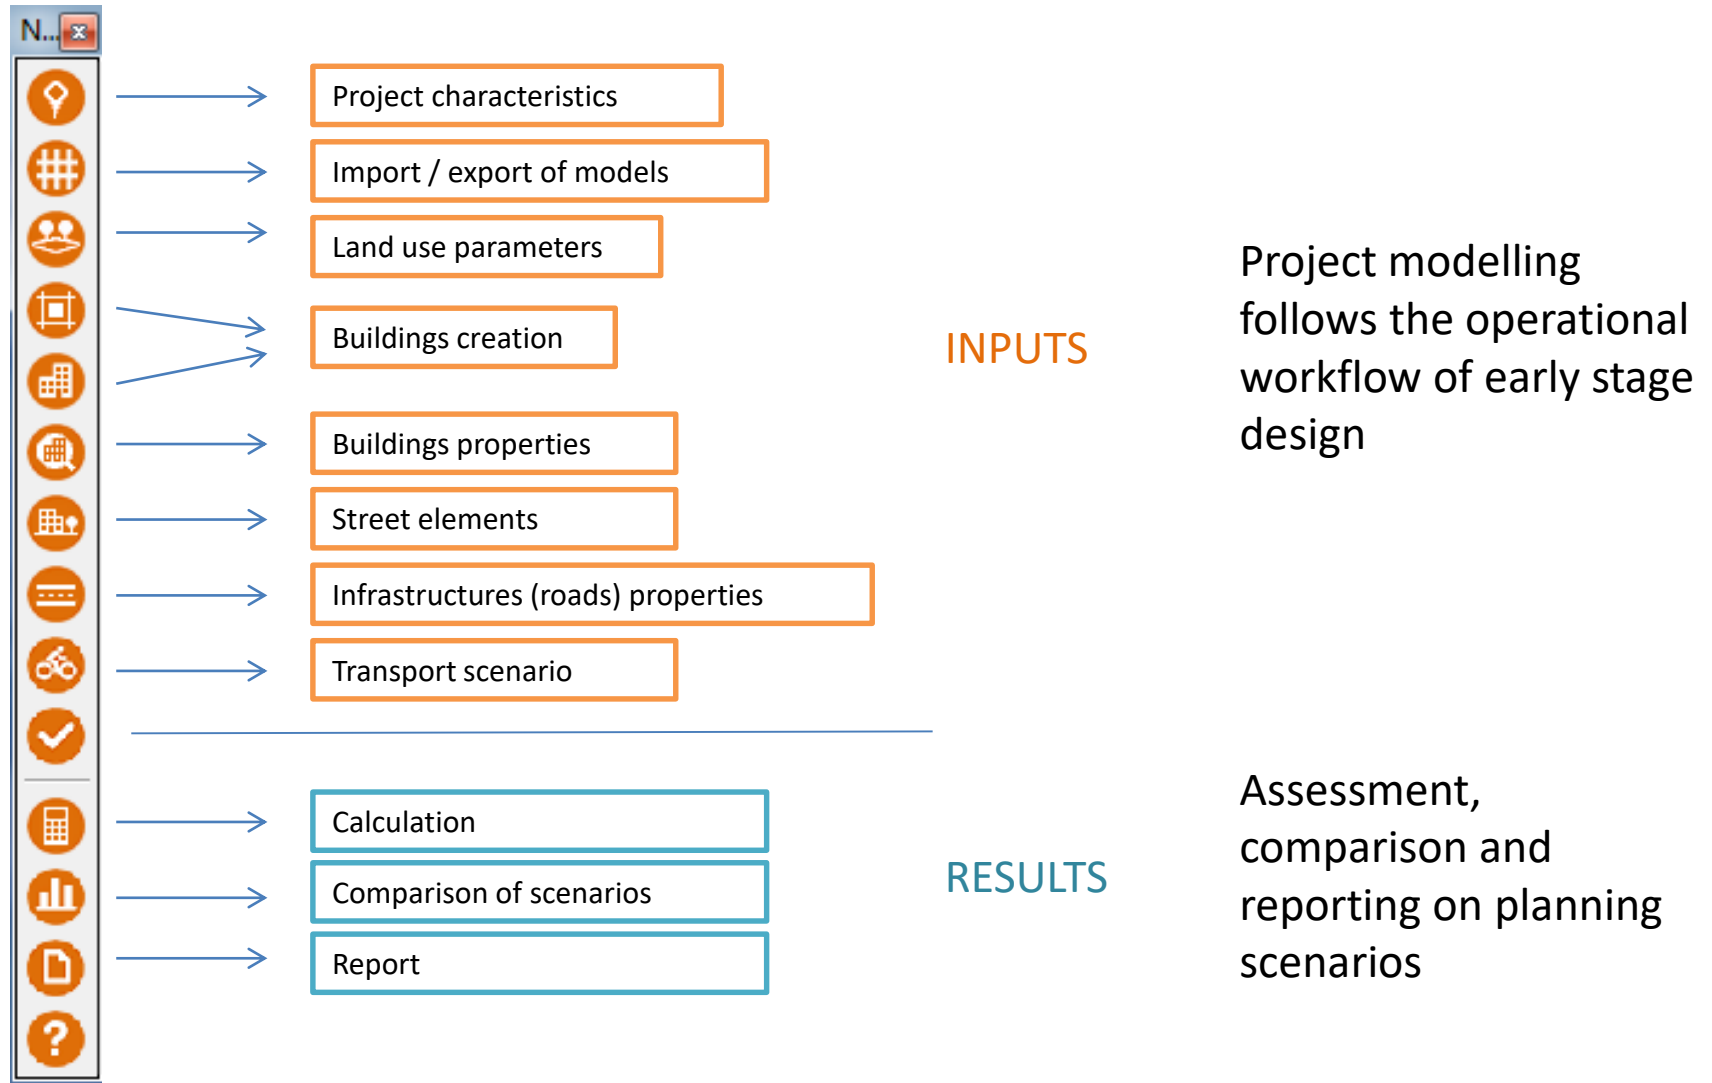 N...
Project characteristics
Import / export of models
Land use parameters
Buildings creation
Buildings properties
Street elements
Infrastructures (roads) properties
Transport scenario
INPUTS
Project modelling
follows the operational
workflow of early stage
design
Calculation
Comparison of scenarios
Report
RESULTS
Assessment,
comparison and
reporting on planning
scenarios
?